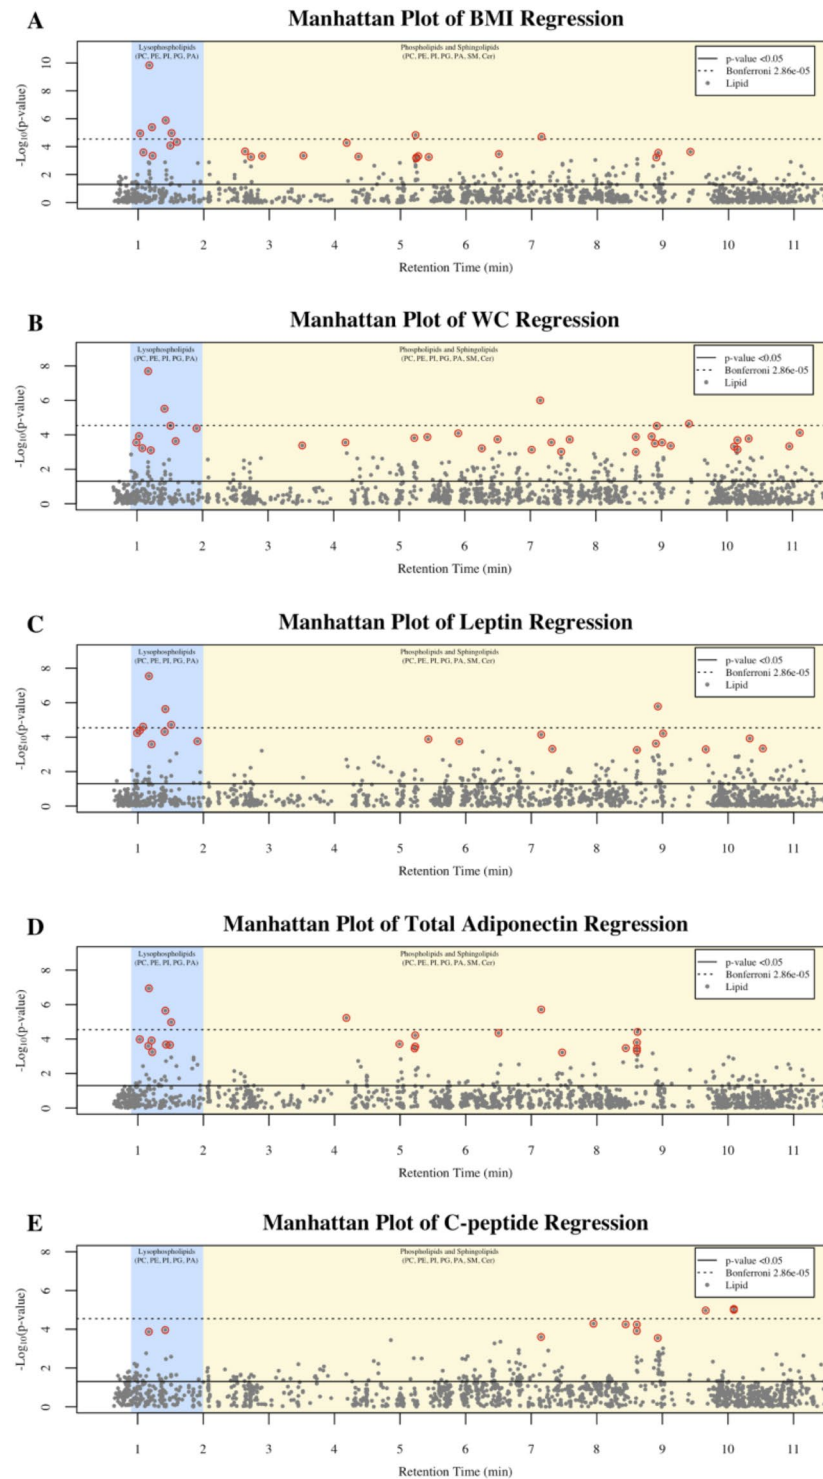 A
Manhattan Plot of BMI Regression
Lysophospholipids
(PC, PE, PI, PG, PA)
Phospholipids and Sphingolipids
(PC, PE, PI, PG, PA, SM, Cer)
p-value <0.05
Bonferroni 2.86e-05
Lipid
-Log10(p-value)
10
8
6
4
2
0
1 2 3 4 5 6 7 8 9 10 11
Retention Time (min)
B
Manhattan Plot of WC Regression
Lysophospholipids
(PC, PE, PI, PG, PA)
Phospholipids and Sphingolipids
(PC, PE, PI, PG, PA, SM, Cer)
p-value <0.05
Bonferroni 2.86e-05
Lipid
-Log10(p-value)
8
6
4
2
0
1 2 3 4 5 6 7 8 9 10 11
Retention Time (min)
C
Manhattan Plot of Leptin Regression
Lysophospholipids
(PC, PE, PI, PG, PA)
Phospholipids and Sphingolipids
(PC, PE, PI, PG, PA, SM, Cer)
p-value <0.05
Bonferroni 2.86e-05
Lipid
-Log10(p-value)
8
6
4
2
0
1 2 3 4 5 6 7 8 9 10 11
Retention Time (min)
D
Manhattan Plot of Total Adiponectin Regression
Lysophospholipids
(PC, PE, PI, PG, PA)
Phospholipids and Sphingolipids
(PC, PE, PI, PG, PA, SM, Cer)
p-value <0.05
Bonferroni 2.86e-05
Lipid
-Log10(p-value)
8
6
4
2
0
1 2 3 4 5 6 7 8 9 10 11
Retention Time (min)
E
Manhattan Plot of C-peptide Regression
Lysophospholipids
(PC, PE, PI, PG, PA)
Phospholipids and Sphingolipids
(PC, PE, PI, PG, PA, SM, Cer)
p-value <0.05
Bonferroni 2.86e-05
Lipid
-Log10(p-value)
8
6
4
2
0
1 2 3 4 5 6 7 8 9 10 11
Retention Time (min)